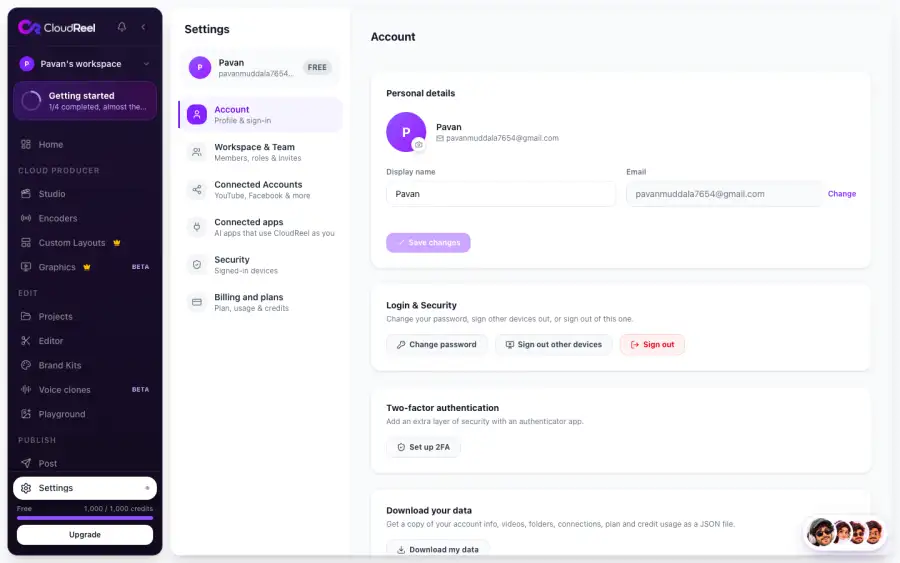 CloudReel
P
Pavan's workspace
Getting started
1/4 completed, almost the...
Home
CLOUD PRODUCER
Studio
Encoders
Custom Layouts
Graphics
BETA
EDIT
Projects
Editor
Brand Kits
Voice clones
BETA
Playground
PUBLISH
Post
Settings
Free
1,000 / 1,000 credits
Upgrade
Settings
P
Pavan
pavanmuddala7654...
FREE
Account
Profile & sign-in
Workspace & Team
Members, roles & invites
Connected Accounts
YouTube, Facebook & more
Connected apps
AI apps that use CloudReel as you
Security
Signed-in devices
Billing and plans
Plan, usage & credits
Account
Personal details
P
Pavan
pavanmuddala7654@gmail.com
Display name
Email
Pavan
pavanmuddala7654@gmail.com
Change
Save changes
Login & Security
Change your password, sign other devices out, or sign out of this one.
Change password
Sign out other devices
Sign out
Two-factor authentication
Add an extra layer of security with an authenticator app.
Set up 2FA
Download your data
Get a copy of your account info, videos, folders, connections, plan and credit usage as a JSON file.
Download my data